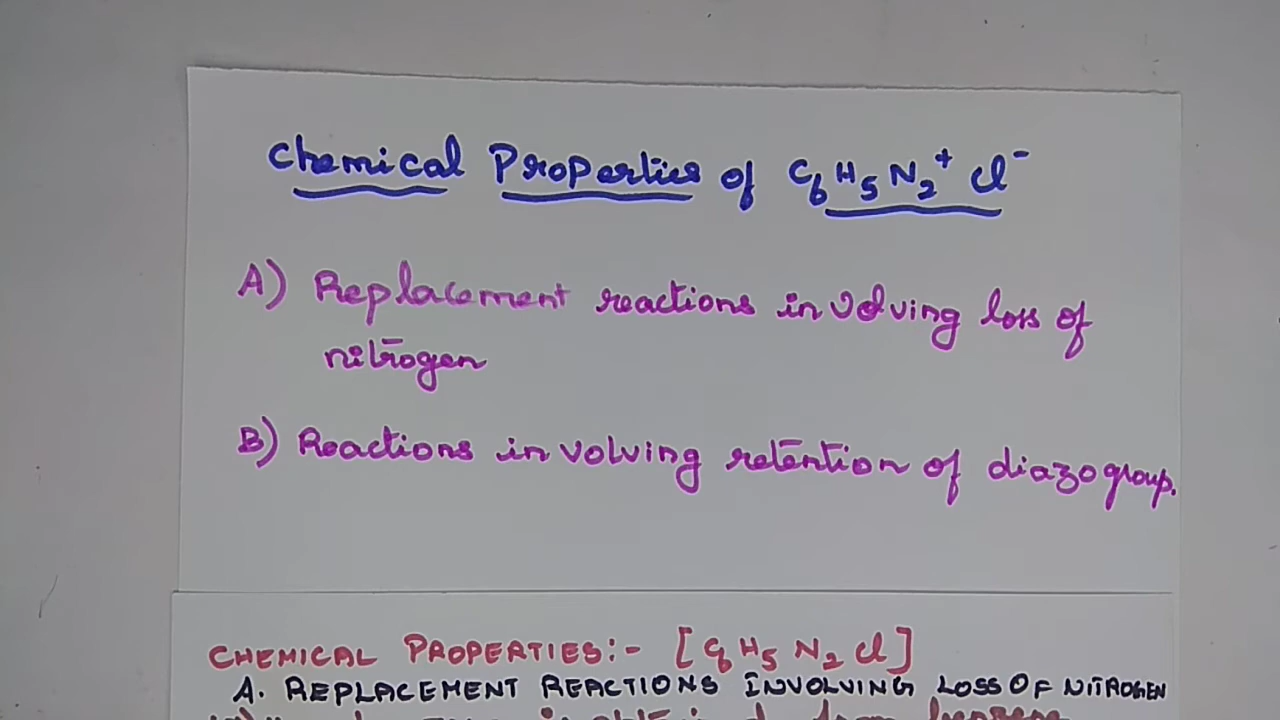 Chemical Properties of C₆H₅N₂⁺ Cl⁻
A) Replacement reactions involving loss of
nitrogen
B) Reactions involving retention of diazo group.
CHEMICAL PROPERTIES:- [C₆H₅N₂Cl]
A. REPLACEMENT REACTIONS INVOLVING LOSS OF NITROGEN